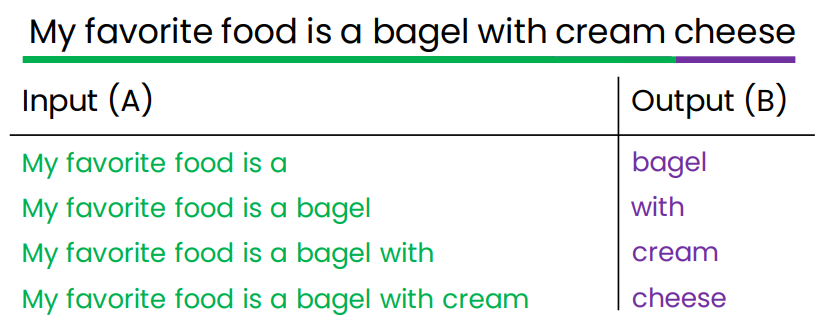 My favorite food is a bagel with cream cheese
Input (A) Output (B)
My favorite food is a bagel
My favorite food is a bagel with
My favorite food is a bagel with cream
My favorite food is a bagel with cream cheese